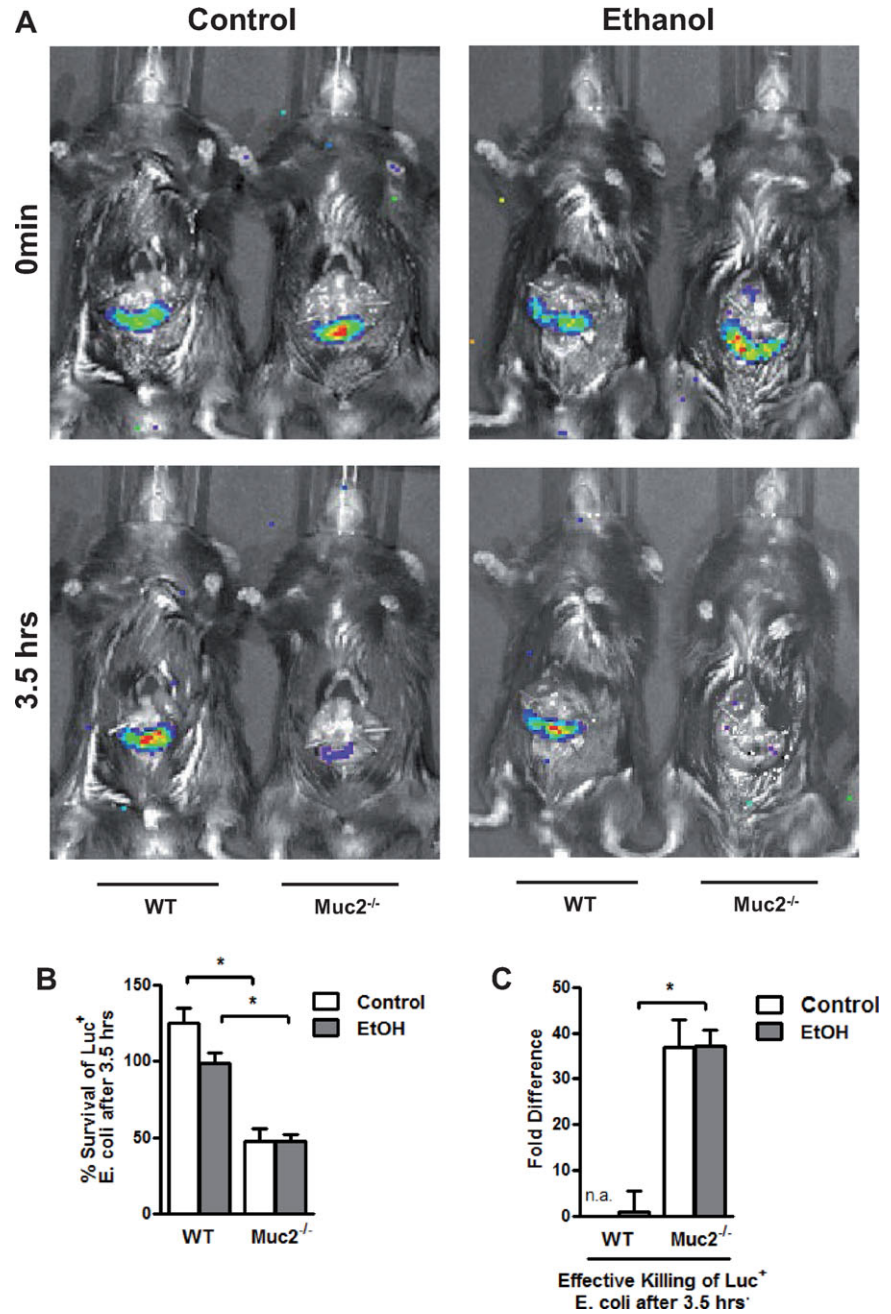 A
Control
Ethanol
0min
3.5 hrs
WT
Muc2-/-
WT
Muc2-/-
B
% Survival of Luc+
E. coli after 3.5 hrs
150
100
50
0
*
*
Control
EtOH
WT
Muc2-/-
C
Fold Difference
50
40
30
20
10
0
n.a.
*
Control
EtOH
WT
Muc2-/-
Effective Killing of Luc+
E. coli after 3.5 hrs.